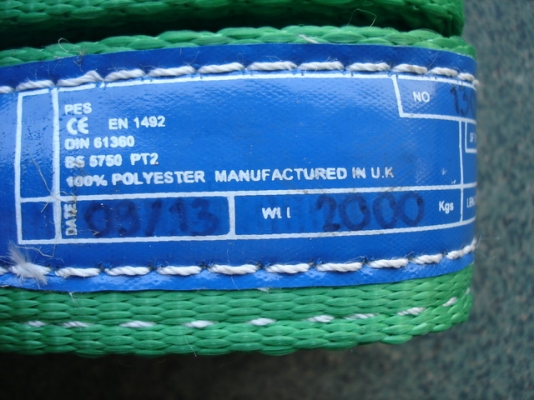 PES
NO
CE EN 1492
DIN 61360
BS 5750 PT2
100% POLYESTER MANUFACTURED IN U.K
DATE 03/13
WLL 2000 Kgs